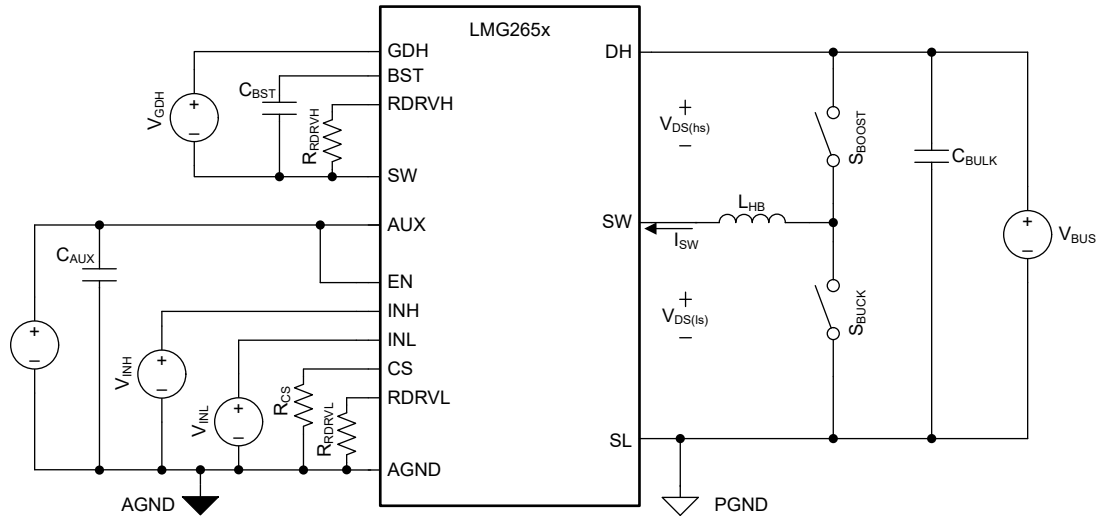 LMG265x
GDH
BST
RDRVH
SW
AUX
EN
INH
INL
CS
RDRVL
AGND
DH
SW
SL
V_GDH
+
–
C_BST
R_RDRVH
C_AUX
+
–
V_INH
+
–
V_INL
+
–
R_CS
R_RDRVL
AGND
+
V_DS(hs)
–
S_BOOST
C_BULK
L_HB
I_SW
+
–
V_BUS
+
V_DS(ls)
–
S_BUCK
PGND